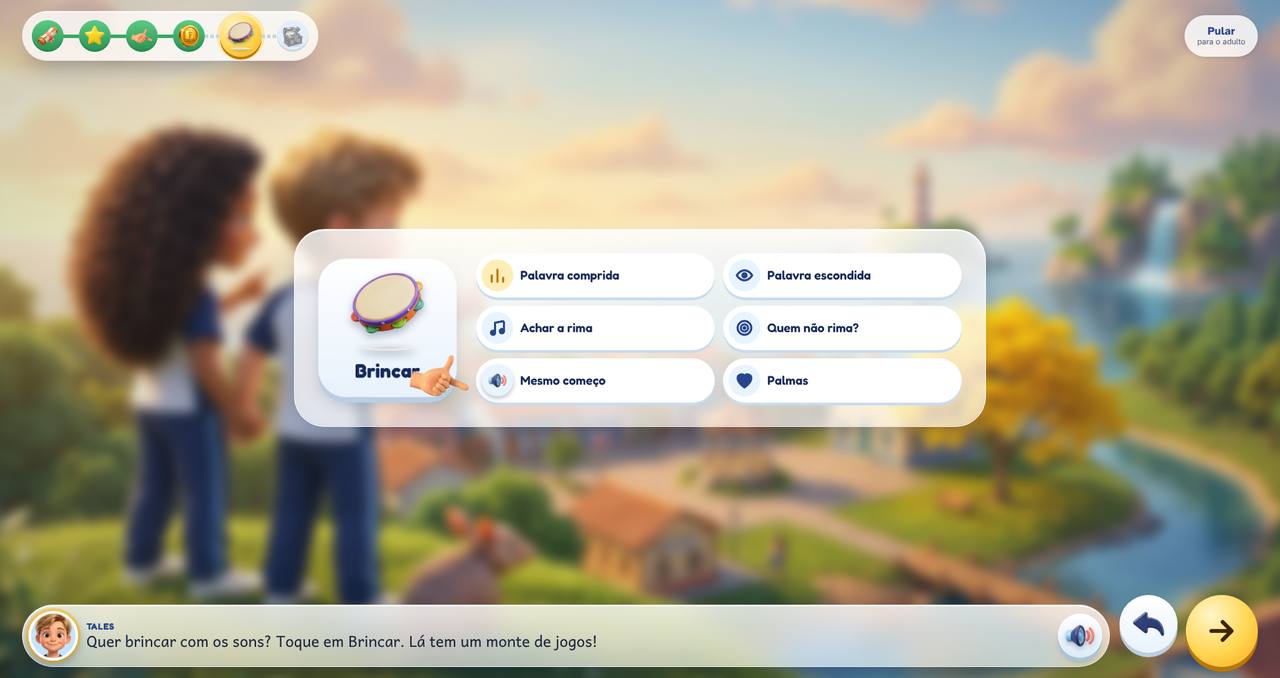 Pular
para o adulto
Brincar
Palavra comprida
Palavra escondida
Achar a rima
Quem não rima?
Mesmo começo
Palmas
TALES
Quer brincar com os sons? Toque em Brincar. Lá tem um monte de jogos!